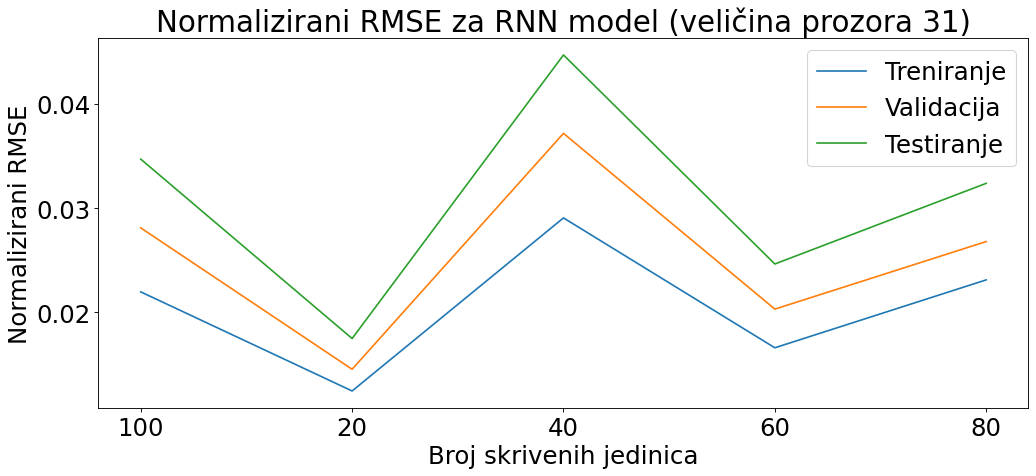 Normalizirani RMSE za RNN model (veličina prozora 31)
Treniranje
Validacija
Testiranje
Normalizirani RMSE
0.04
0.03
0.02
100 20 40 60 80
Broj skrivenih jedinica